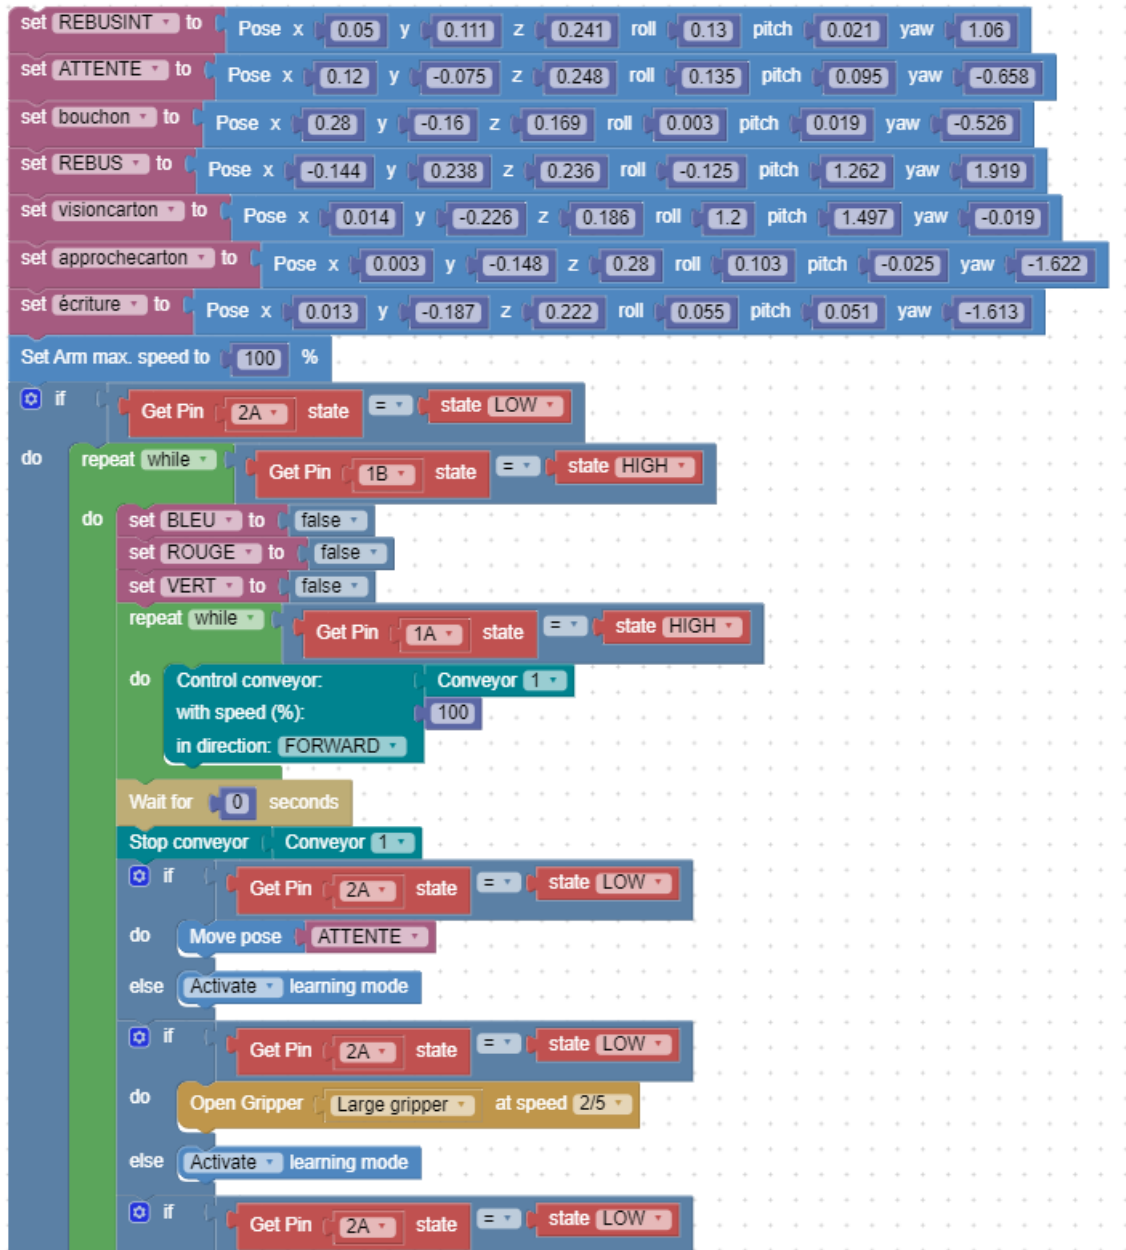 set REBUSINT to Pose x 0.05 y 0.111 z 0.241 roll 0.13 pitch 0.021 yaw 1.06
set ATTENTE to Pose x 0.12 y -0.075 z 0.248 roll 0.135 pitch 0.095 yaw -0.658
set bouchon to Pose x 0.28 y -0.16 z 0.169 roll 0.003 pitch 0.019 yaw -0.526
set REBUS to Pose x -0.144 y 0.238 z 0.236 roll -0.125 pitch 1.262 yaw 1.919
set visioncarton to Pose x 0.014 y -0.226 z 0.186 roll 1.2 pitch 1.497 yaw -0.019
set approchecarton to Pose x 0.003 y -0.148 z 0.28 roll 0.103 pitch -0.025 yaw -1.622
set écriture to Pose x 0.013 y -0.187 z 0.222 roll 0.055 pitch 0.051 yaw -1.613
Set Arm max. speed to 100 %
if Get Pin 2A state = state LOW
do repeat while Get Pin 1B state = state HIGH
do set BLEU to false
set ROUGE to false
set VERT to false
repeat while Get Pin 1A state = state HIGH
do Control conveyor: Conveyor 1
with speed (%): 100
in direction: FORWARD
Wait for 0 seconds
Stop conveyor Conveyor 1
if Get Pin 2A state = state LOW
do Move pose ATTENTE
else Activate learning mode
if Get Pin 2A state = state LOW
do Open Gripper Large gripper at speed 2/5
else Activate learning mode
if Get Pin 2A state = state LOW